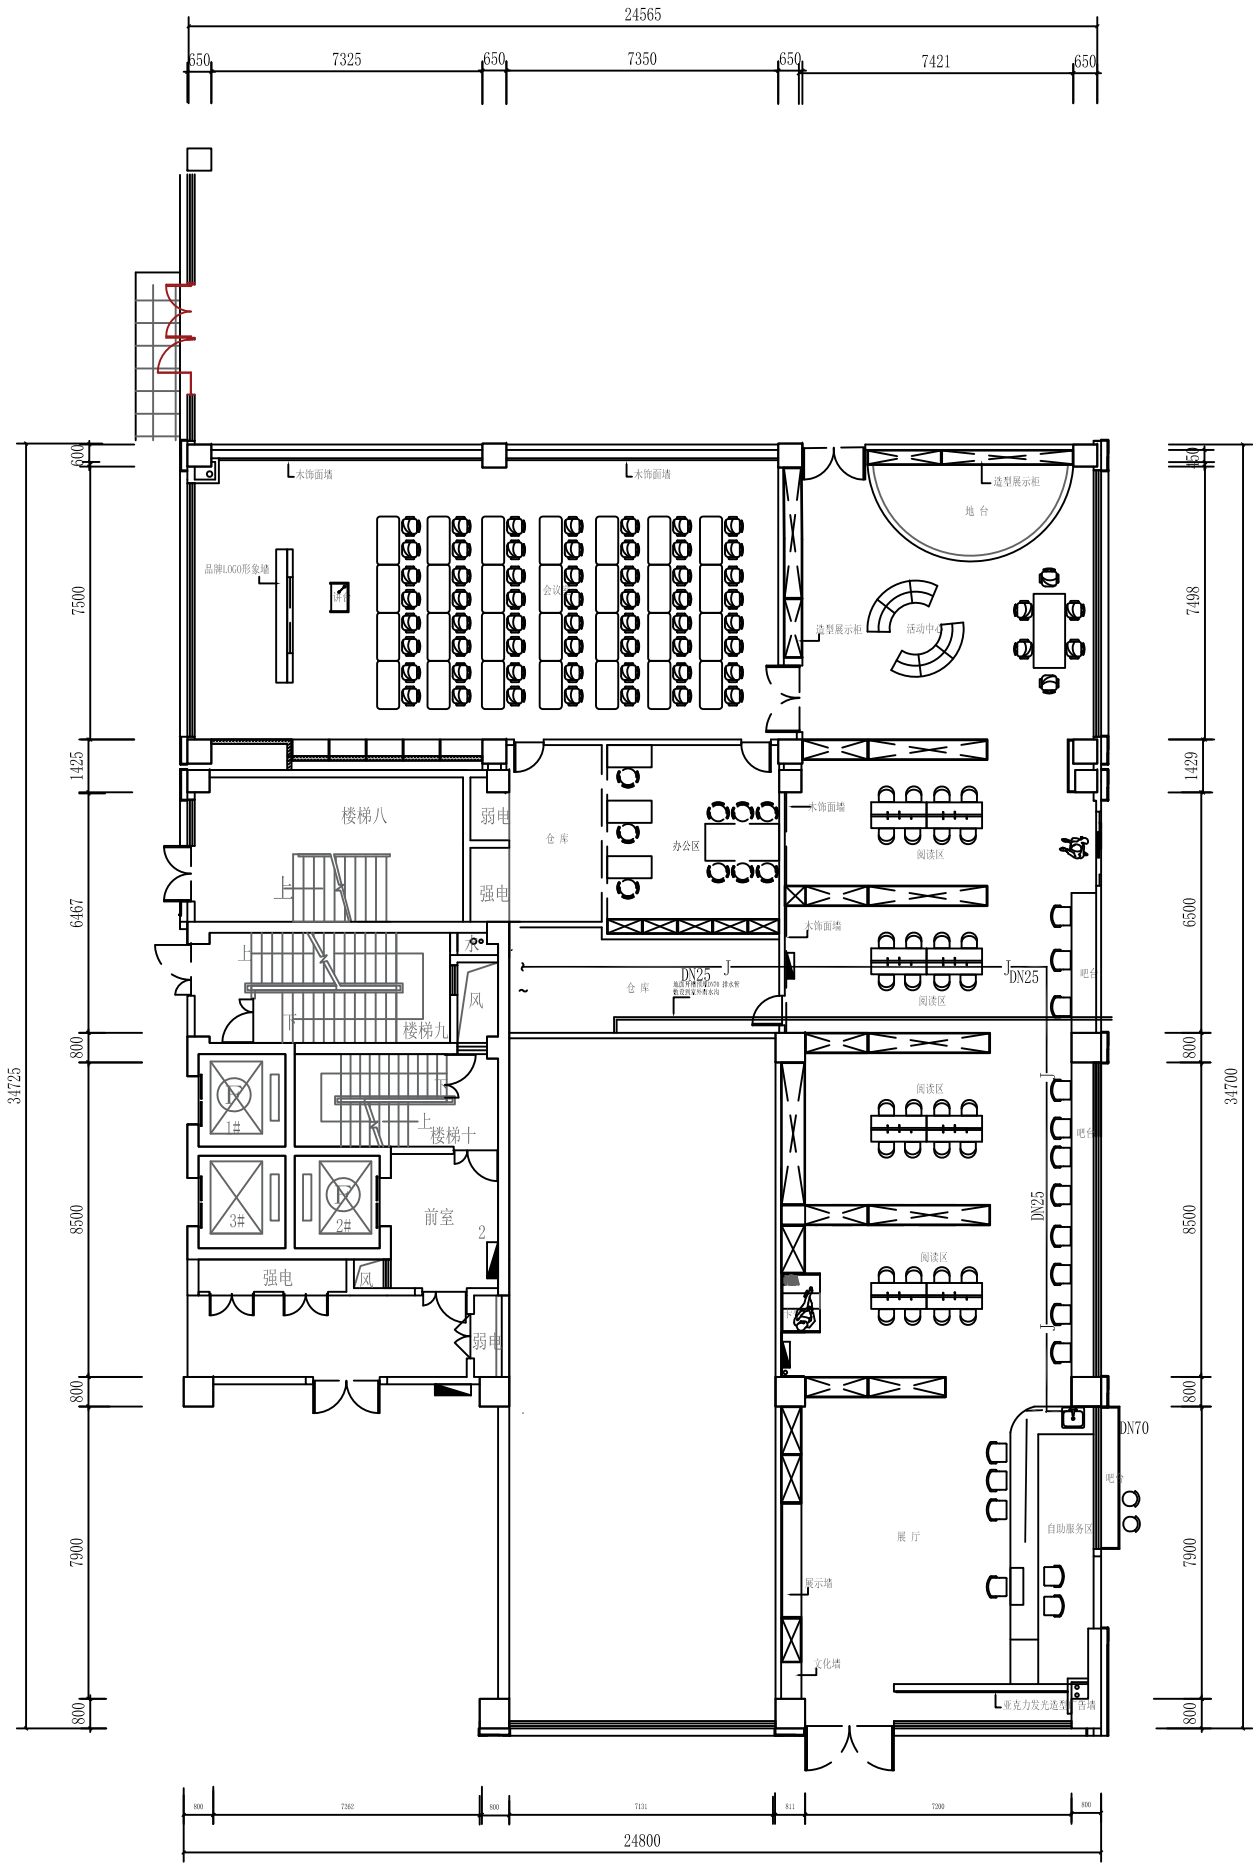 24565
650
7325
650
7350
650
7421
650
木饰面墙
木饰面墙
造型展示柜
地 台
600
450
品牌LOGO形象墙
会议
7500
7498
造型展示柜
活动中心
34725
34700
1425
1429
楼梯八
弱电
仓 库
办公区
木饰面墙
阅读区
上
强电
6467
6500
木饰面墙
上
水
吧台
J
DN25
DN25
J
风
仓 库
阅读区
下
楼梯九
800
800
1#
下
上
楼梯十
阅读区
J
吧台
8500
8500
3#
2#
前室
2
DN25
强电
风
阅读区
弱电
J
800
800
DN70
吧台
展 厅
自助服务区
7900
7900
展示墙
文化墙
亚克力发光造型广告墙
800
800
800
7262
800
7131
811
7200
800
24800